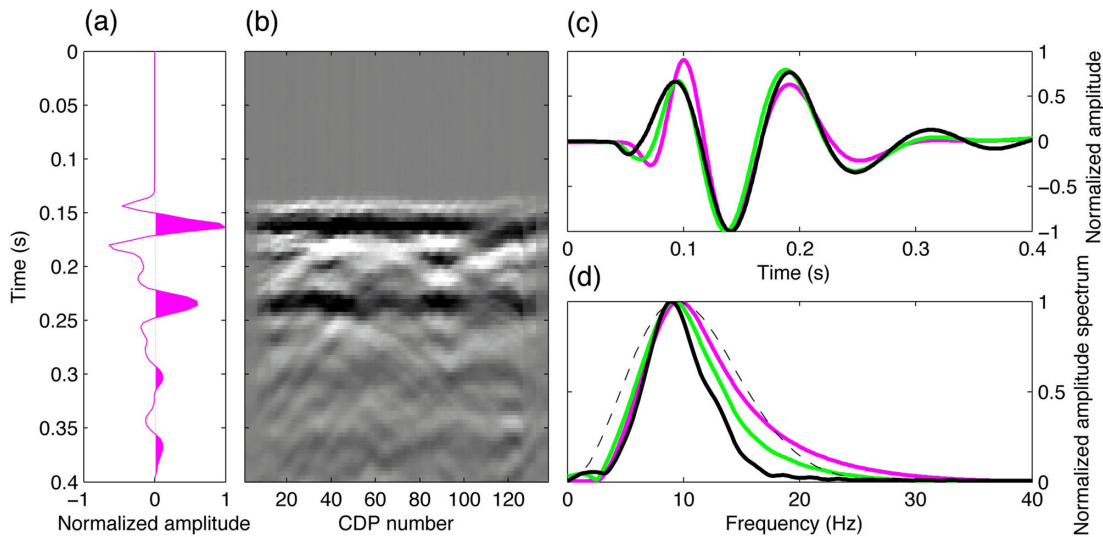 (a)
(b)
(c)
(d)
Time (s)
0
0.05
0.1
0.15
0.2
0.25
0.3
0.35
0.4
−1 0 1
Normalized amplitude
20 40 60 80 100 120
CDP number
1
0.5
0
−0.5
−1
Normalized amplitude
0 0.1 0.2 0.3 0.4
Time (s)
1
0.5
0
Normalized amplitude spectrum
0 10 20 30 40
Frequency (Hz)